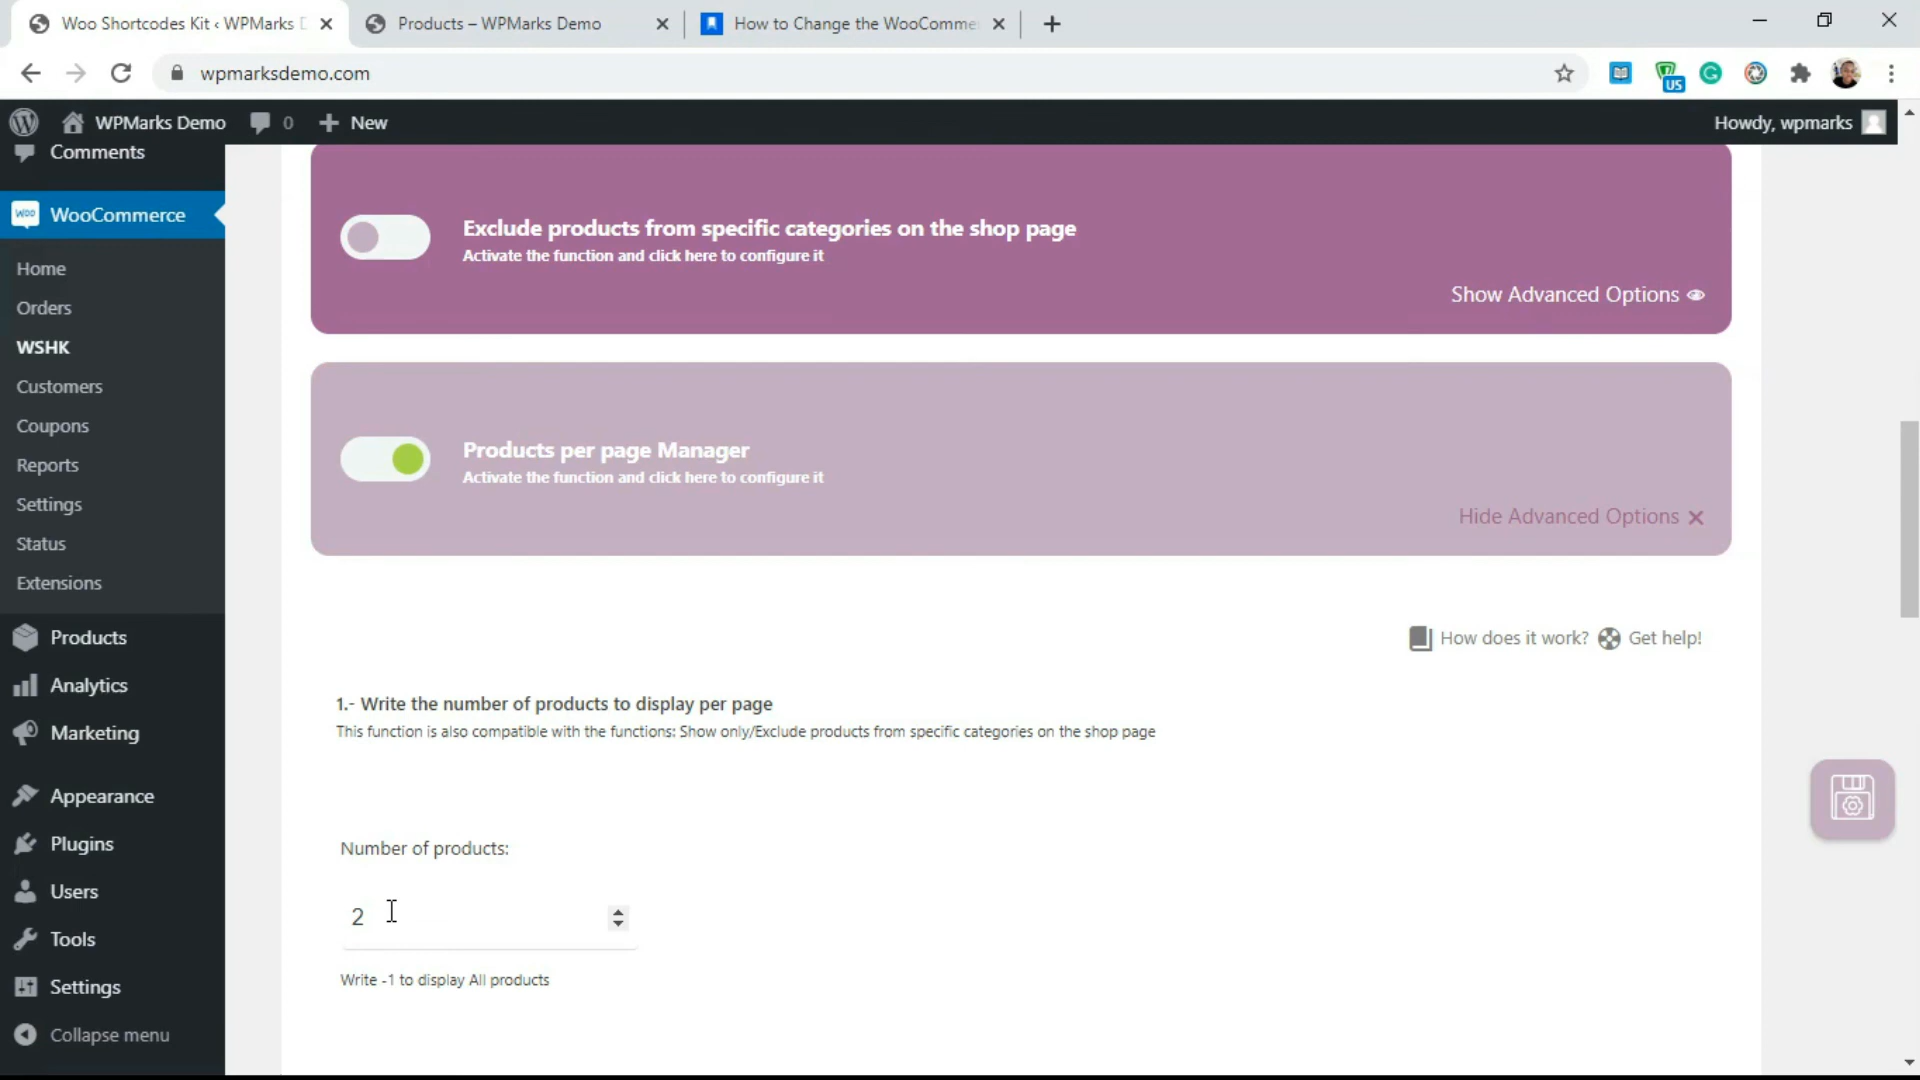 Woo Shortcodes Kit ‹ WPMarks D
Products – WPMarks Demo
How to Change the WooComme
wpmarksdemo.com
US
WPMarks Demo
0
New
Howdy, wpmarks
Comments
WOO
WooCommerce
Home
Orders
WSHK
Customers
Coupons
Reports
Settings
Status
Extensions
Products
Analytics
Marketing
Appearance
Plugins
Users
Tools
Settings
Collapse menu
Exclude products from specific categories on the shop page
Activate the function and click here to configure it
Show Advanced Options
Products per page Manager
Activate the function and click here to configure it
Hide Advanced Options
How does it work?
Get help!
1.- Write the number of products to display per page
This function is also compatible with the functions: Show only/Exclude products from specific categories on the shop page
Number of products:
2
Write -1 to display All products